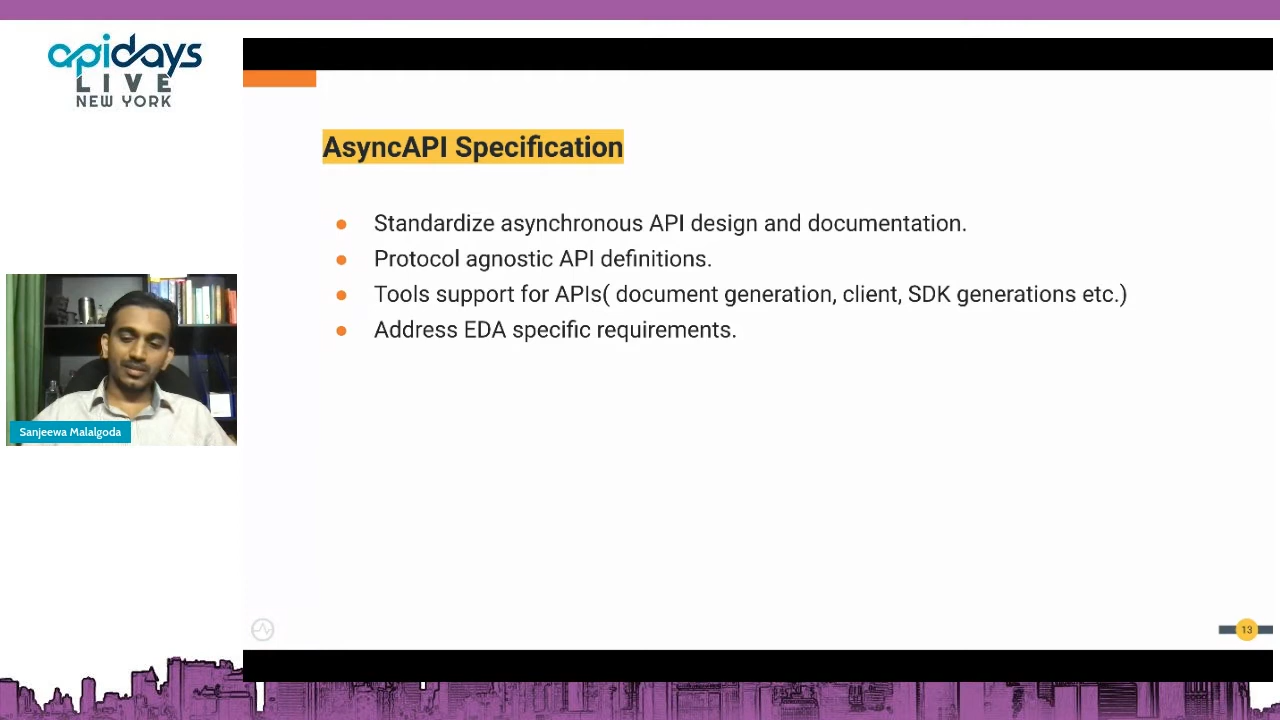 apidays
LIVE
NEW YORK
AsyncAPI Specification
● Standardize asynchronous API design and documentation.
● Protocol agnostic API definitions.
● Tools support for APIs( document generation, client, SDK generations etc.)
● Address EDA specific requirements.
Sanjeewa Malalgoda
13